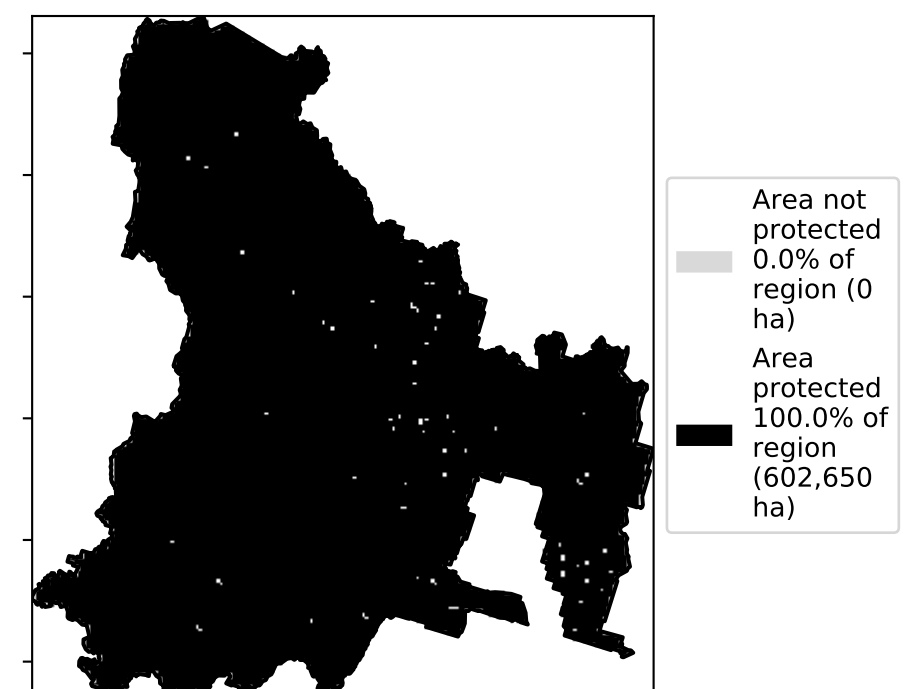 Area not
protected
0.0% of
region (0
ha)
Area
protected
100.0% of
region
(602,650
ha)